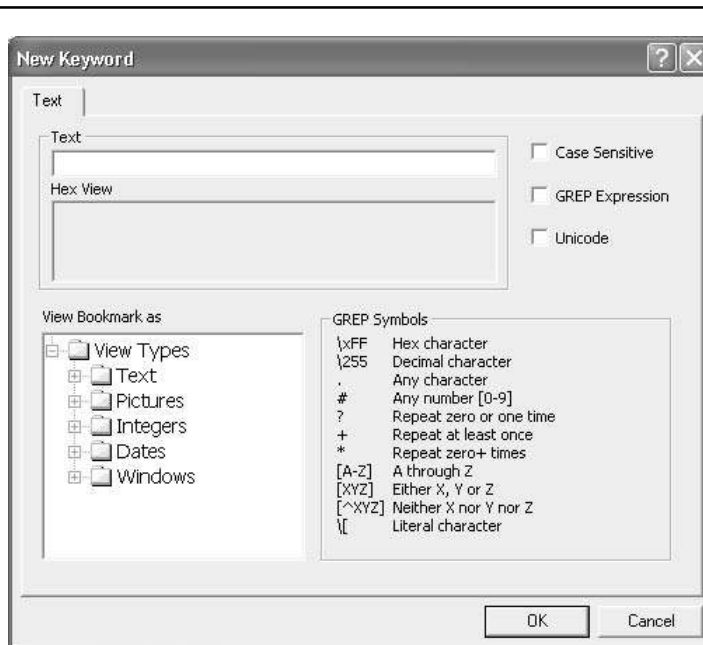 New Keyword
Text
Text
Hex View
Case Sensitive
GREP Expression
Unicode
View Bookmark as
View Types
Text
Pictures
Integers
Dates
Windows
GREP Symbols
\xFF Hex character
\255 Decimal character
. Any character
# Any number [0-9]
? Repeat zero or one time
+ Repeat at least once
* Repeat zero+ times
[A-Z] A through Z
[XYZ] Either X, Y or Z
[^XYZ] Neither X nor Y nor Z
\[ Literal character
OK Cancel